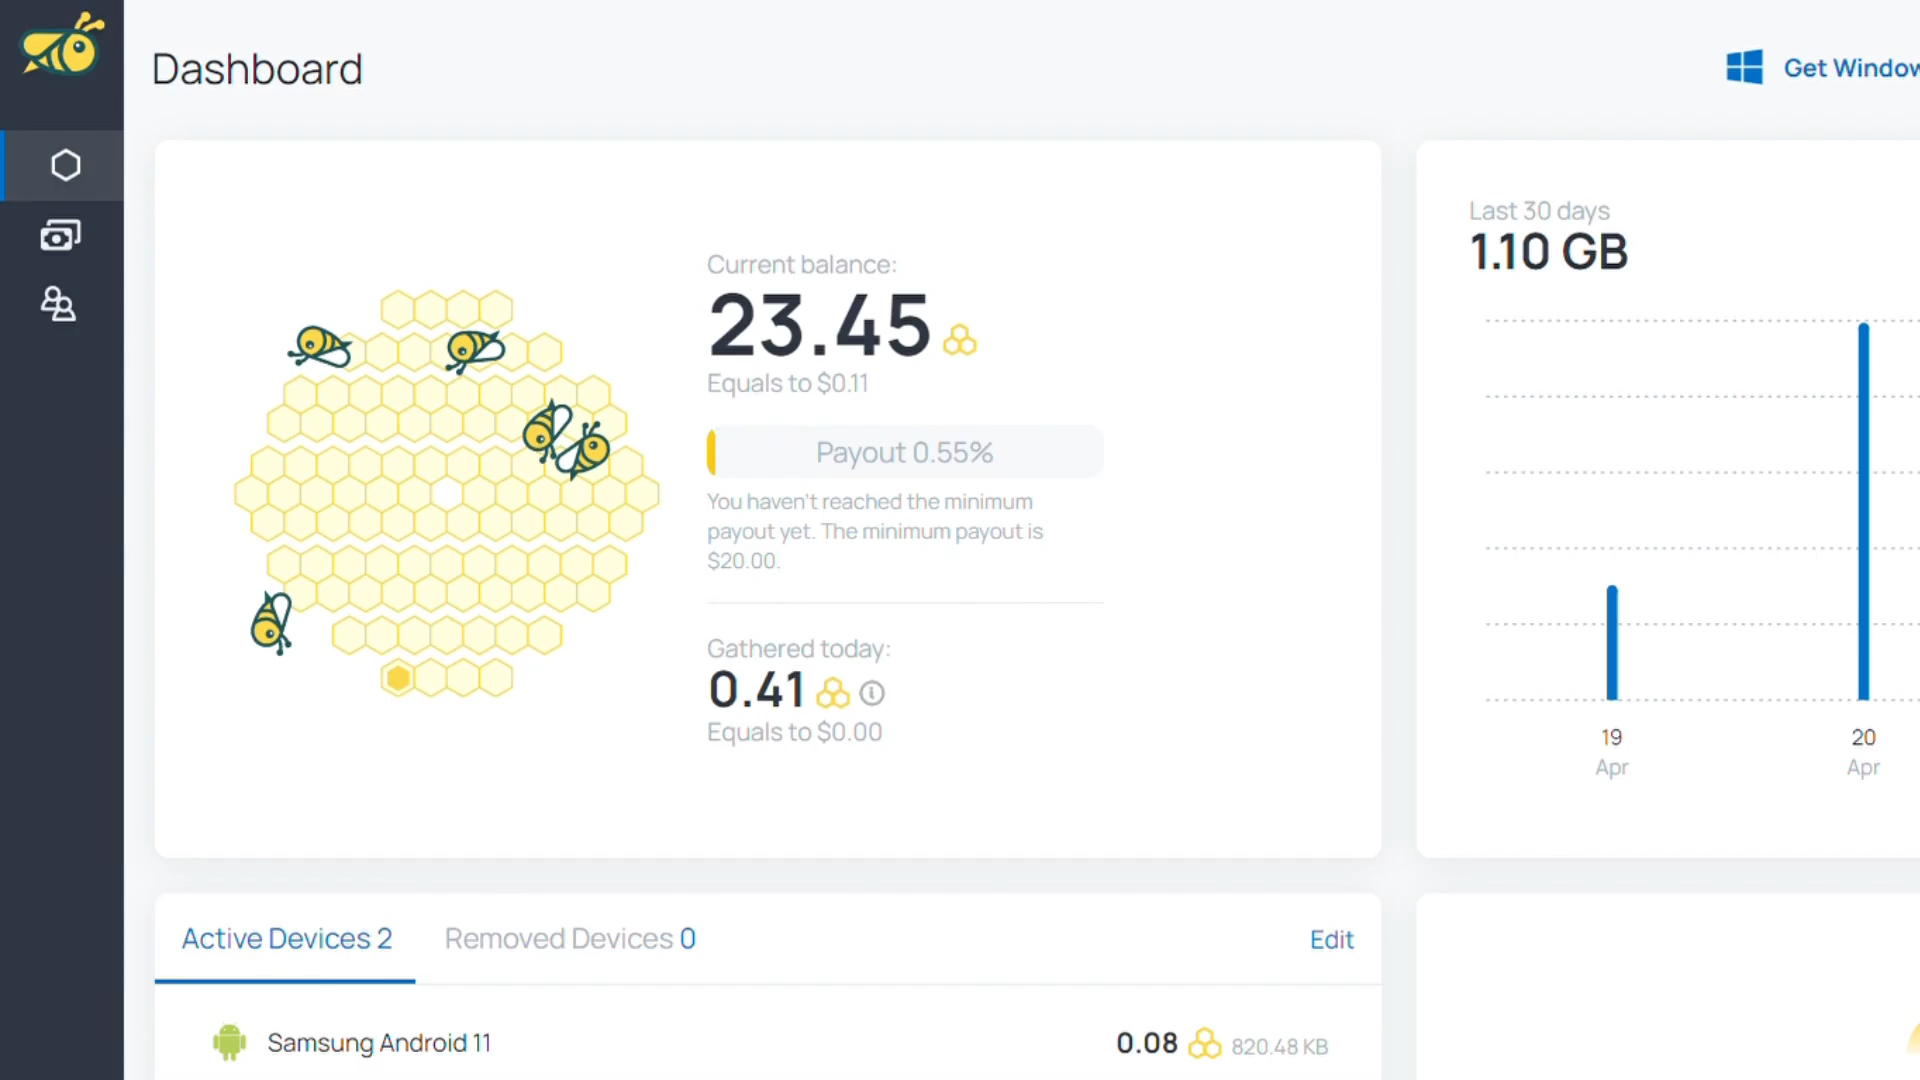 Dashboard
Get Window
Current balance:
23.45
Equals to $0.11
Payout 0.55%
You haven't reached the minimum
payout yet. The minimum payout is
$20.00.
Gathered today:
0.41
Equals to $0.00
Last 30 days
1.10 GB
19
Apr
20
Apr
Active Devices 2
Removed Devices 0
Edit
Samsung Android 11
0.08
820.48 KB